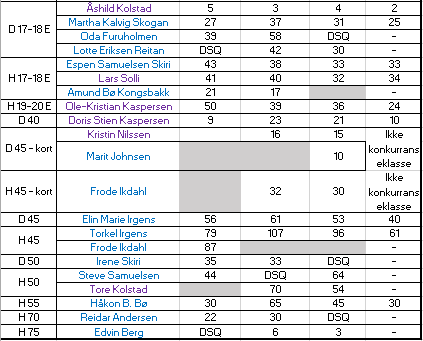 D 17-18 E Åshild Kolstad 5 3 4 2
Martha Kalvig Skogan 27 37 31 25
Oda Furuholmen 39 58 DSQ -
Lotte Eriksen Reitan DSQ 42 30 -
H 17-18 E Espen Samuelsen Skiri 43 38 33 33
Lars Solli 41 40 32 34
Amund Bø Kongsbakk 21 17 -
H 19-20 E Ole-Kristian Kaspersen 50 39 36 24
D 40 Doris Stien Kaspersen 9 23 21 10
D 45 - kort Kristin Nilssen 16 15 Ikke
konkurrans
eklasse
Marit Johnsen 10
H 45 - kort Frode Ikdahl 32 30 Ikke
konkurrans
eklasse
D 45 Elin Marie Irgens 56 61 53 40
H 45 Torkel Irgens 79 107 96 61
Frode Ikdahl 87 -
D 50 Irene Skiri 35 33 DSQ -
H 50 Steve Samuelsen 44 DSQ 64 -
Tore Kolstad 70 54 -
H 55 Håkon B. Bø 30 65 45 30
H 70 Reidar Andersen 22 30 DSQ -
H 75 Edvin Berg DSQ 6 3 -